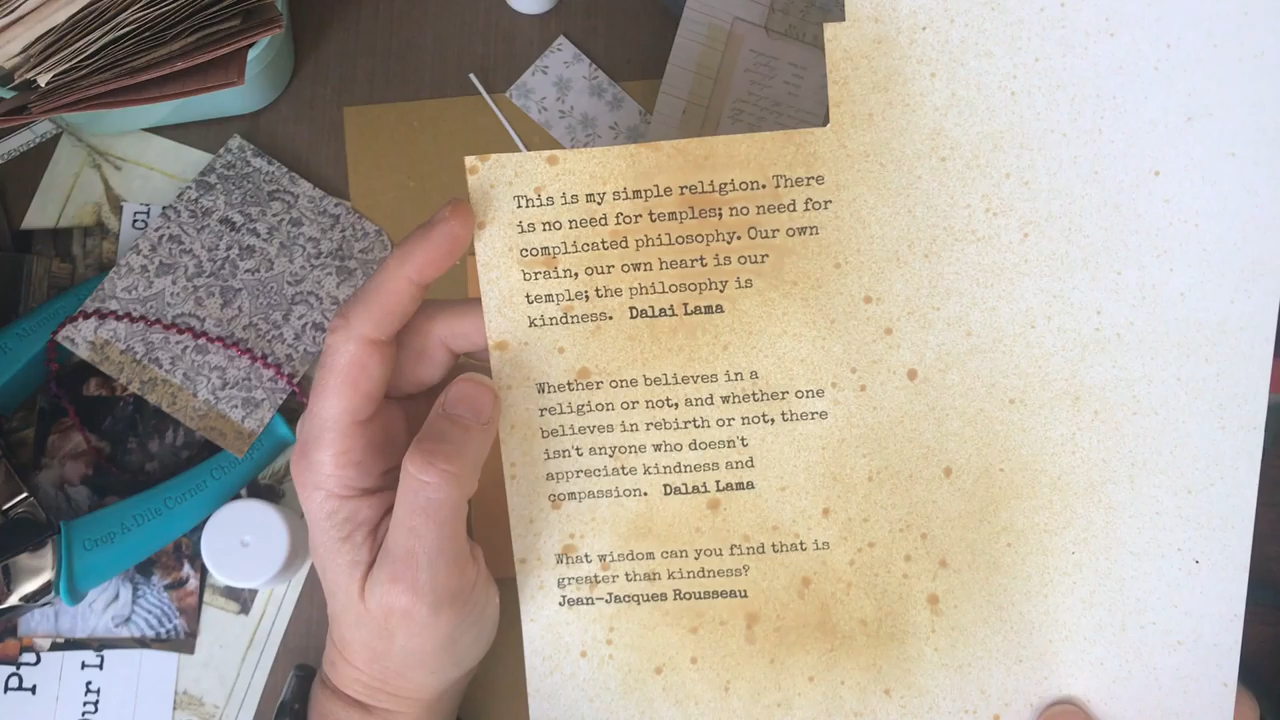 This is my simple religion. There
is no need for temples; no need for
complicated philosophy. Our own
brain, our own heart is our
temple; the philosophy is
kindness. Dalai Lama
Whether one believes in a
religion or not, and whether one
believes in rebirth or not, there
isn't anyone who doesn't
appreciate kindness and
compassion. Dalai Lama
What wisdom can you find that is
greater than kindness?
Jean-Jacques Rousseau
Crop-A-Dile Corner Chomper